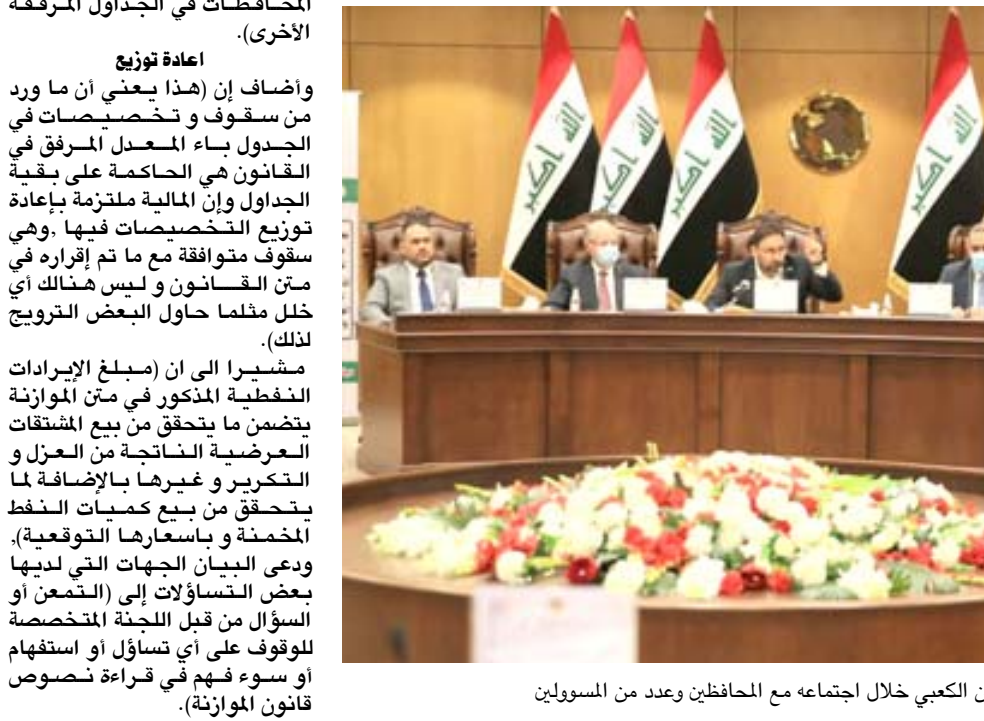 المحافظات في الجداول المرفقة
الأخرى).
اعادة توزيع
وأضاف إن (هذا يعني أن ما ورد
من سقوف و تخصيصات في
الجدول باء المعدل المرفق في
القانون هي الحاكمة على بقية
الجداول وإن المالية ملتزمة بإعادة
توزيع التخصيصات فيها ,وهي
سقوف متوافقة مع ما تم إقراره في
متن القانون و ليس هنالك أي
خلل مثلما حاول البعض الترويج
لذلك).
مشيرا الى ان (مبلغ الإيرادات
النفطية المذكور في متن الموازنة
يتضمن ما يتحقق من بيع المشتقات
العرضية الناتجة من العزل و
التكرير و غيرها بالإضافة لما
يتحقق من بيع كميات النفط
المخمنة و باسعارها التوقعية),
ودعى البيان الجهات التي لديها
بعض التساؤلات إلى (التمعن أو
السؤال من قبل اللجنة المتخصصة
للوقوف على أي تساؤل أو استفهام
أو سوء فهم في قراءة نصوص
قانون الموازنة).
الله اكبر
الله اكبر
الله اكبر
الله اكبر
ن الكعبي خلال اجتماعه مع المحافظين وعدد من المسوولين